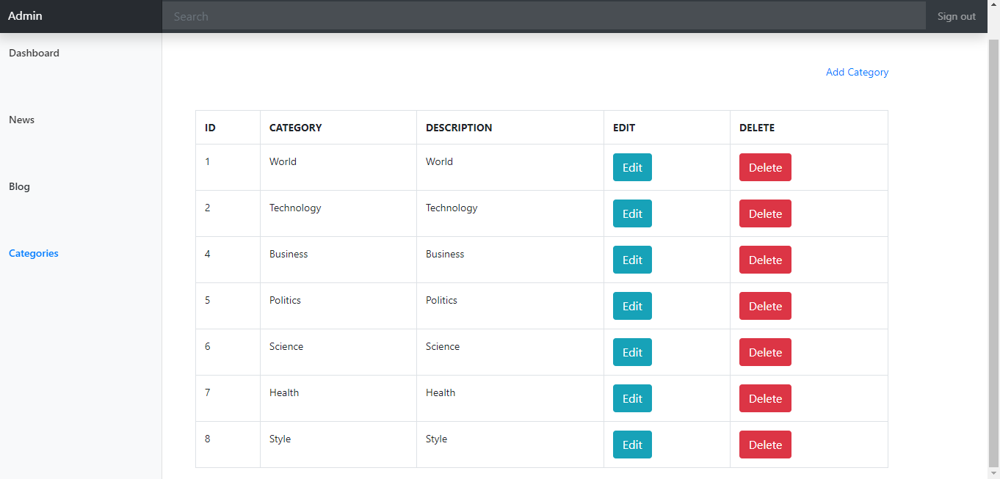 Admin Search Sign out
Dashboard
Add Category
News
Blog
Categories
ID CATEGORY DESCRIPTION EDIT DELETE
1 World World Edit Delete
2 Technology Technology Edit Delete
4 Business Business Edit Delete
5 Politics Politics Edit Delete
6 Science Science Edit Delete
7 Health Health Edit Delete
8 Style Style Edit Delete